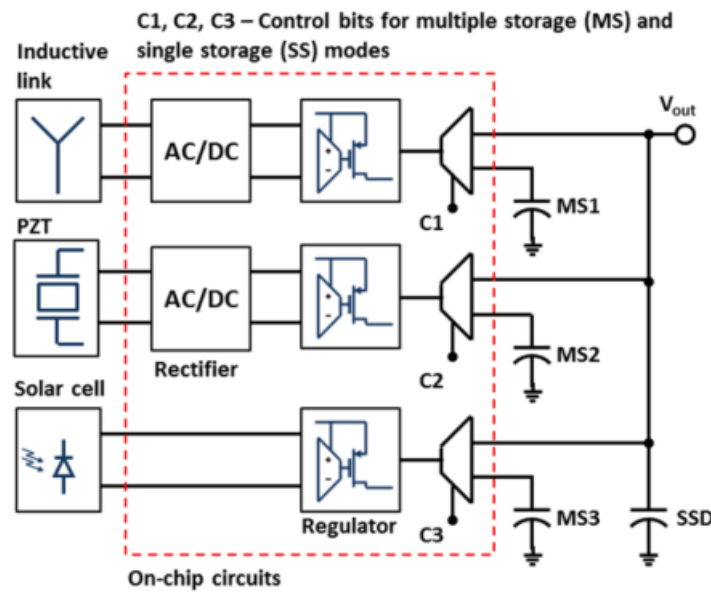 C1, C2, C3 – Control bits for multiple storage (MS) and
single storage (SS) modes
Inductive
link
AC/DC
+
-
C1
MS1
Vout
PZT
AC/DC
Rectifier
+
-
C2
MS2
Solar cell
+
-
Regulator
C3
MS3
SSD
On-chip circuits